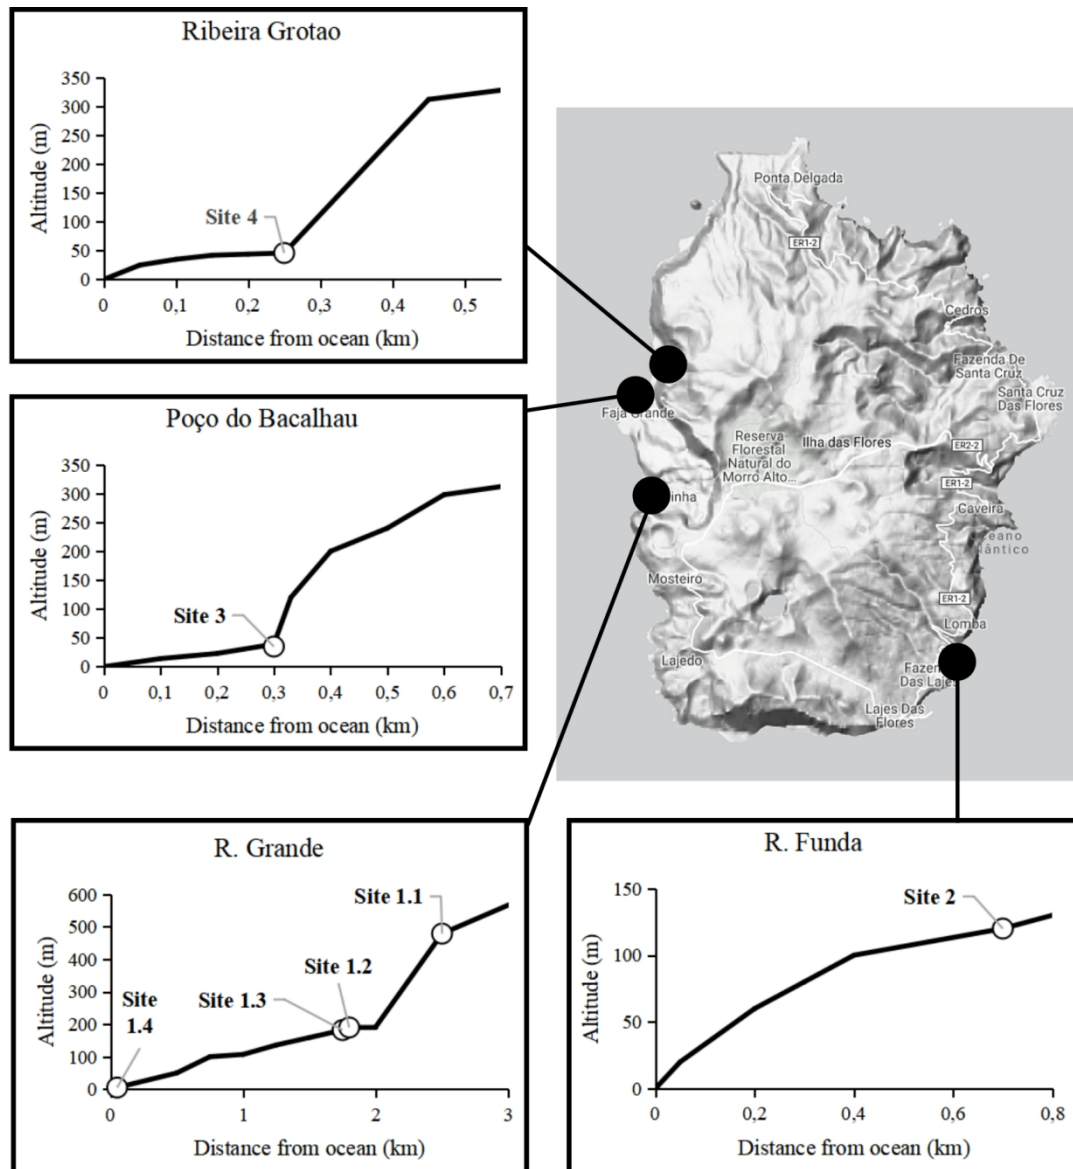 Ribeira Grotao
350
300
250
200
150
100
50
0
Altitude (m)
Site 4
0 0,1 0,2 0,3 0,4 0,5
Distance from ocean (km)
Poço do Bacalhau
350
300
250
200
150
100
50
0
Altitude (m)
Site 3
0 0,1 0,2 0,3 0,4 0,5 0,6 0,7
Distance from ocean (km)
Ponta Delgada
ER1-2
Cedros
Fazenda De
Santa Cruz
Santa Cruz
Das Flores
Faja Grande
Reserva
Florestal
Natural do
Morro Alto...
Ilha das Flores
ER2-2
ER1-2
inha
Caveira
ceano
lântico
Mosteiro
ER1-2
Lomba
Lajedo
Fazen
Das Lajes
Lajes Das
Flores
R. Grande
600
500
400
300
200
100
0
Altitude (m)
Site 1.1
Site 1.2
Site 1.3
Site
1.4
0 1 2 3
Distance from ocean (km)
R. Funda
150
100
50
0
Altitude (m)
Site 2
0 0,2 0,4 0,6 0,8
Distance from ocean (km)